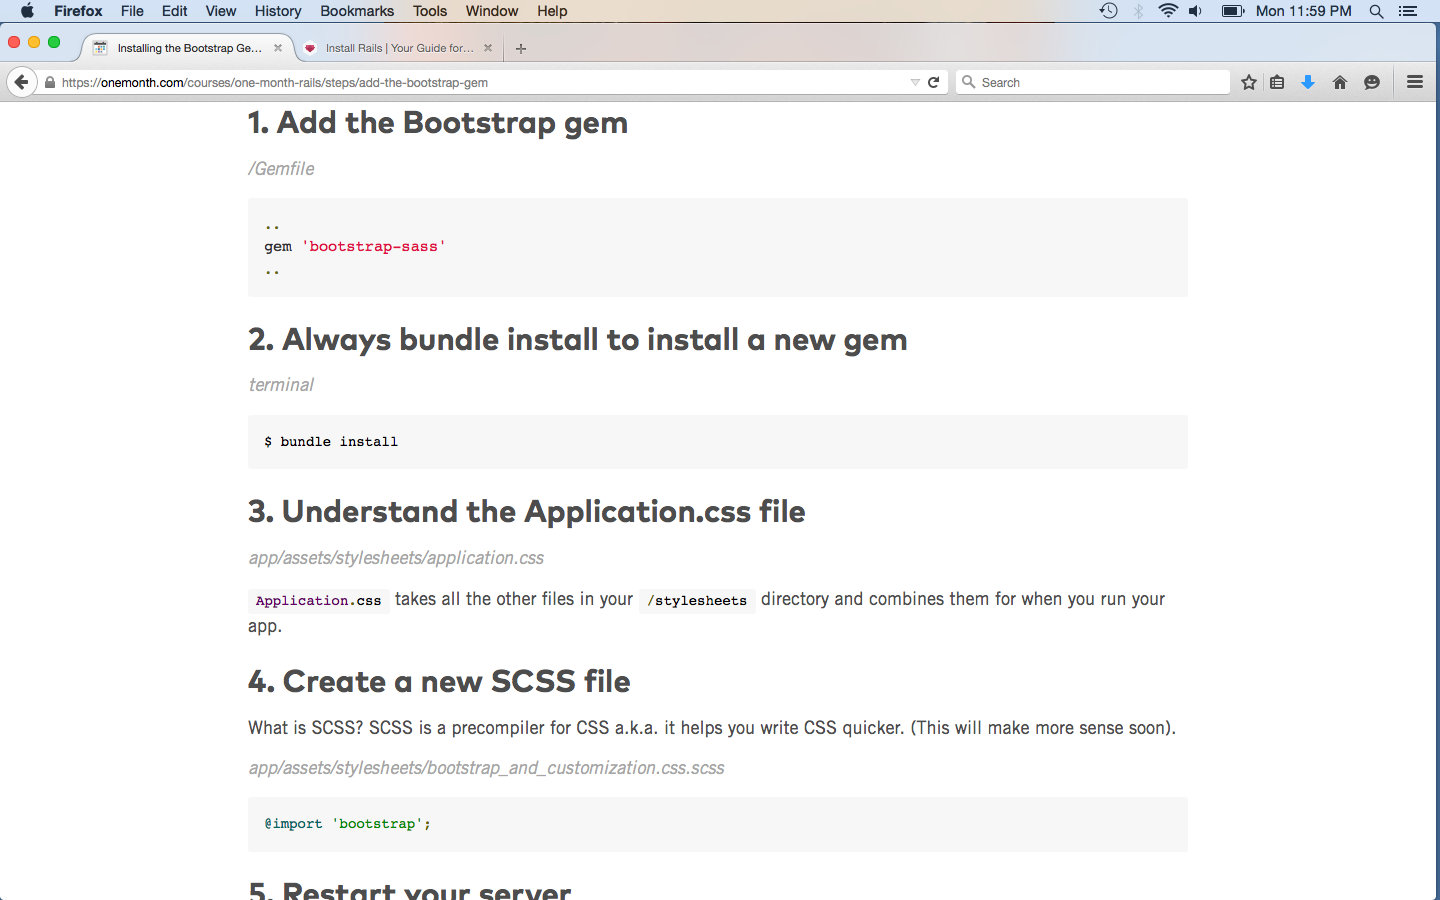 Firefox File Edit View History Bookmarks Tools Window Help Mon 11:59 PM
Installing the Bootstrap Ge... Install Rails | Your Guide for...
https://onemonth.com/courses/one-month-rails/steps/add-the-bootstrap-gem Search
1. Add the Bootstrap gem
/Gemfile
..
gem 'bootstrap-sass'
..
2. Always bundle install to install a new gem
terminal
$ bundle install
3. Understand the Application.css file
app/assets/stylesheets/application.css
Application.css takes all the other files in your /stylesheets directory and combines them for when you run your
app.
4. Create a new SCSS file
What is SCSS? SCSS is a precompiler for CSS a.k.a. it helps you write CSS quicker. (This will make more sense soon).
app/assets/stylesheets/bootstrap_and_customization.css.scss
@import 'bootstrap';
5. Restart your server